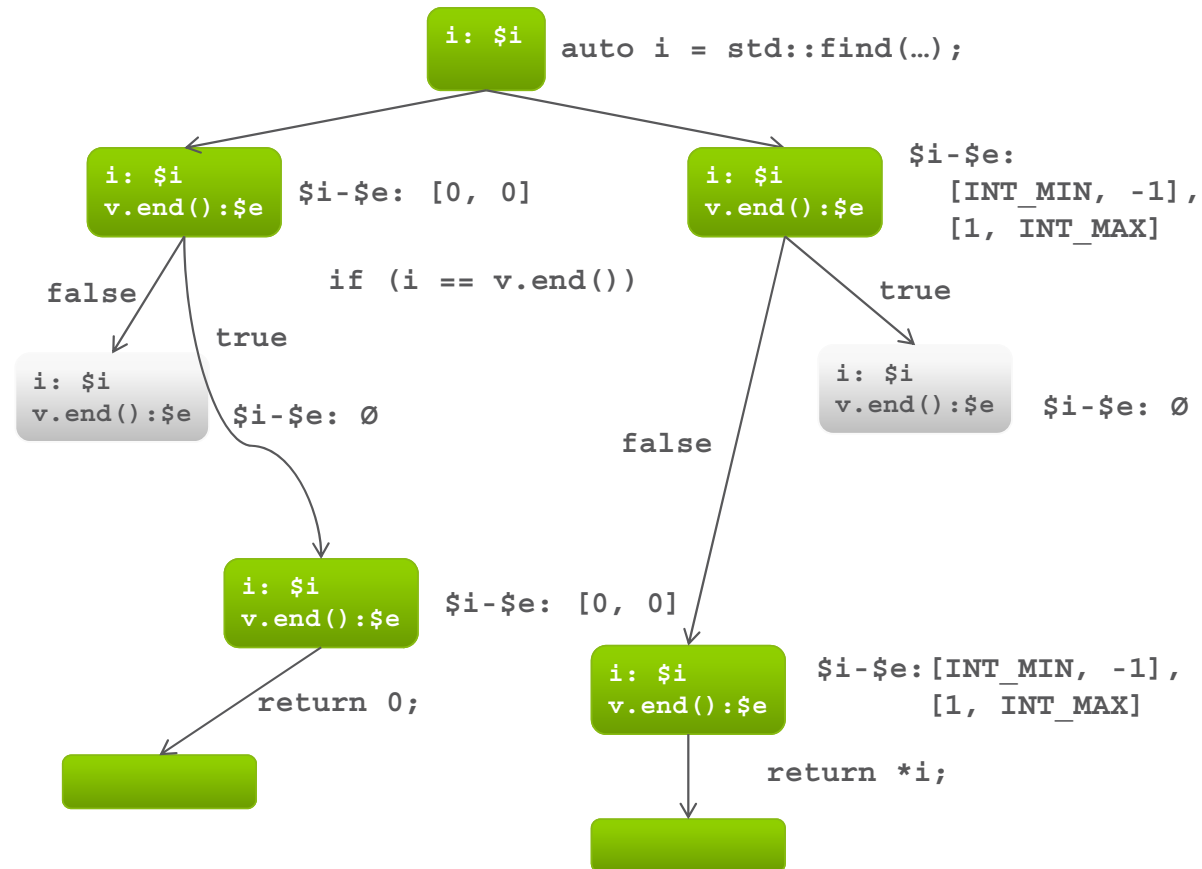 i: $i
auto i = std::find(…);
i: $i
v.end():$e
$i-$e: [0, 0]
i: $i
v.end():$e
$i-$e:
[INT_MIN, -1],
[1, INT_MAX]
if (i == v.end())
false
true
true
false
i: $i
v.end():$e
$i-$e: Ø
i: $i
v.end():$e
$i-$e: Ø
i: $i
v.end():$e
$i-$e: [0, 0]
i: $i
v.end():$e
$i-$e:[INT_MIN, -1],
[1, INT_MAX]
return 0;
return *i;